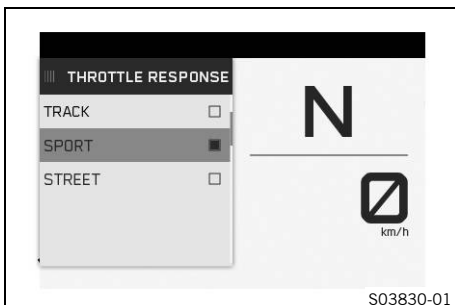 THROTTLE RESPONSE
TRACK
SPORT
STREET
N
0
km/h
S03830-01